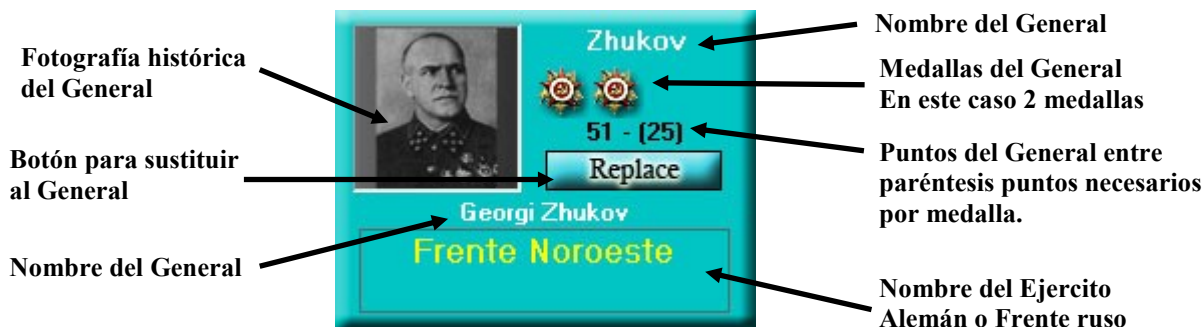 Fotografía histórica
del General
Botón para sustituir
al General
Nombre del General
Zhukov
51 - (25)
Replace
Georgi Zhukov
Frente Noroeste
Nombre del General
Medallas del General
En este caso 2 medallas
Puntos del General entre
paréntesis puntos necesarios
por medalla.
Nombre del Ejercito
Alemán o Frente ruso